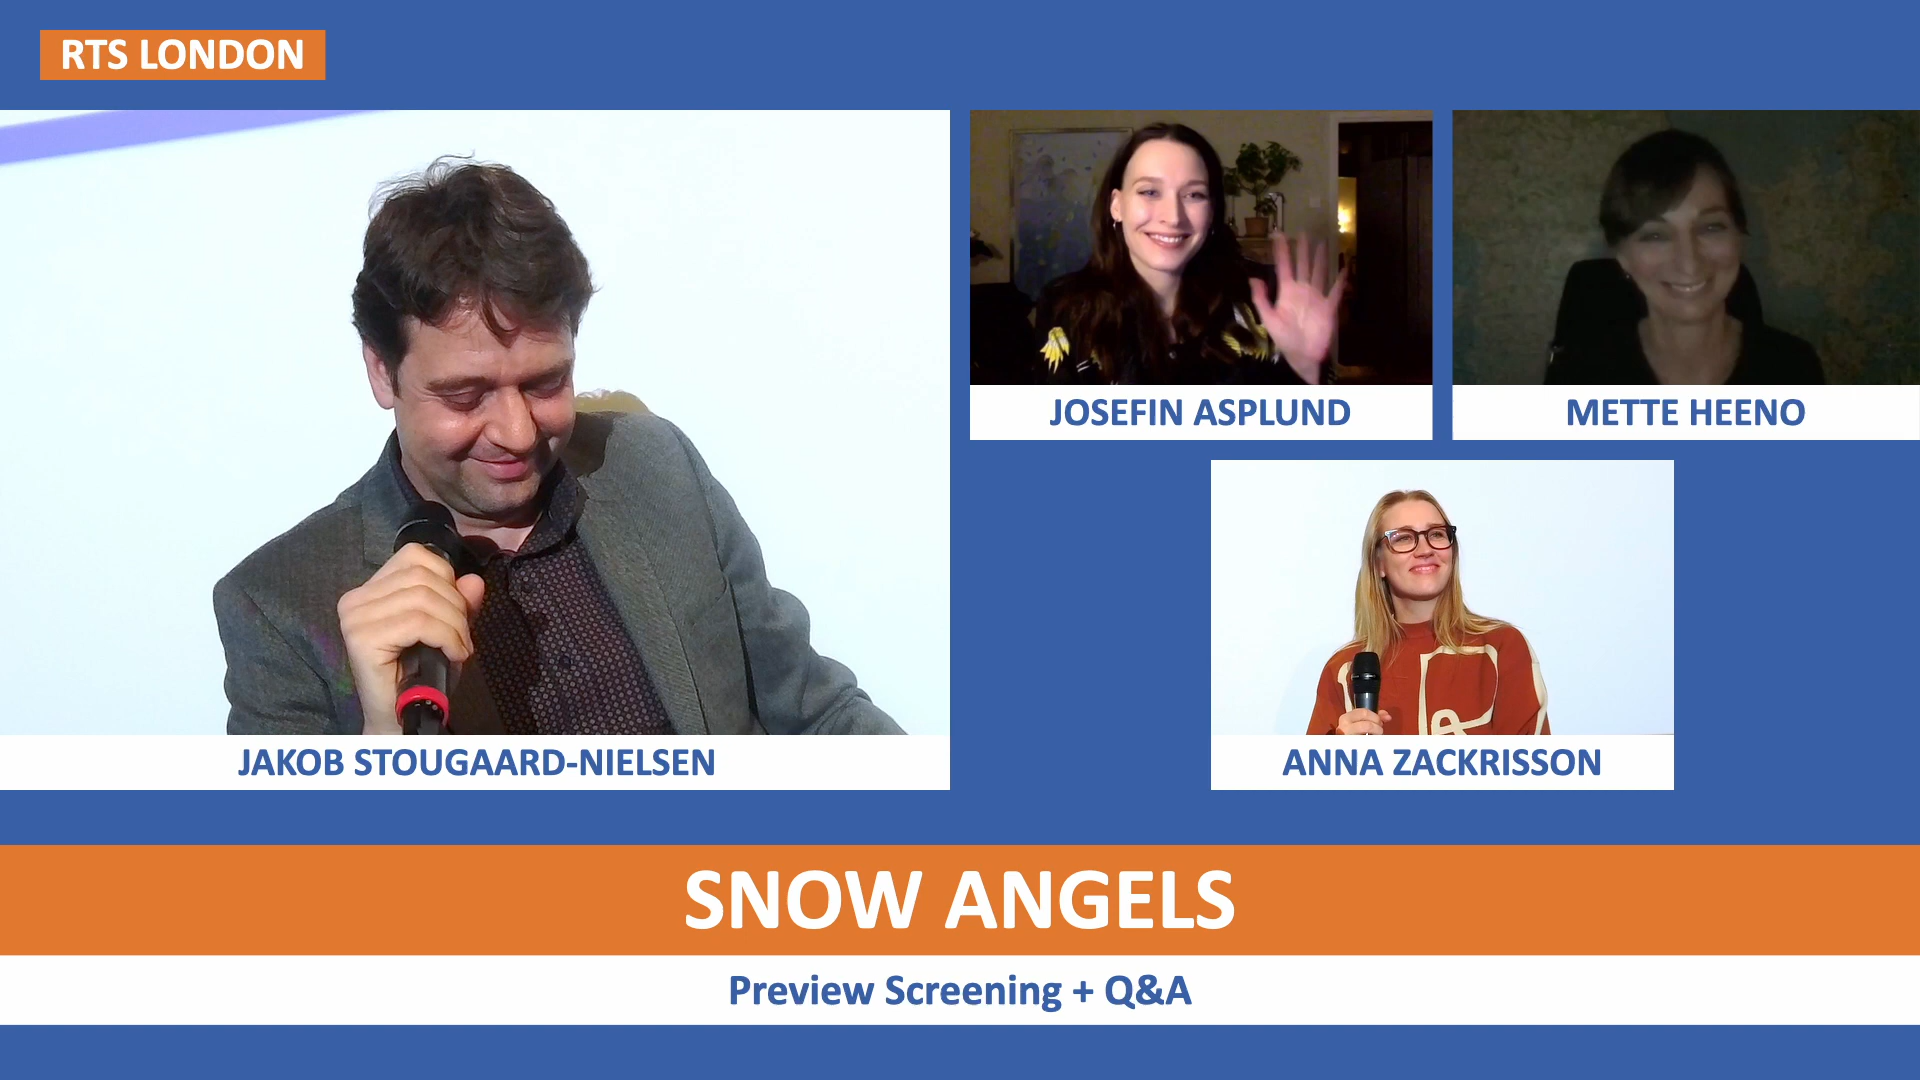 RTS LONDON
JOSEFIN ASPLUND
METTE HEENO
JAKOB STOUGAARD-NIELSEN
ANNA ZACKRISSON
SNOW ANGELS
Preview Screening + Q&A